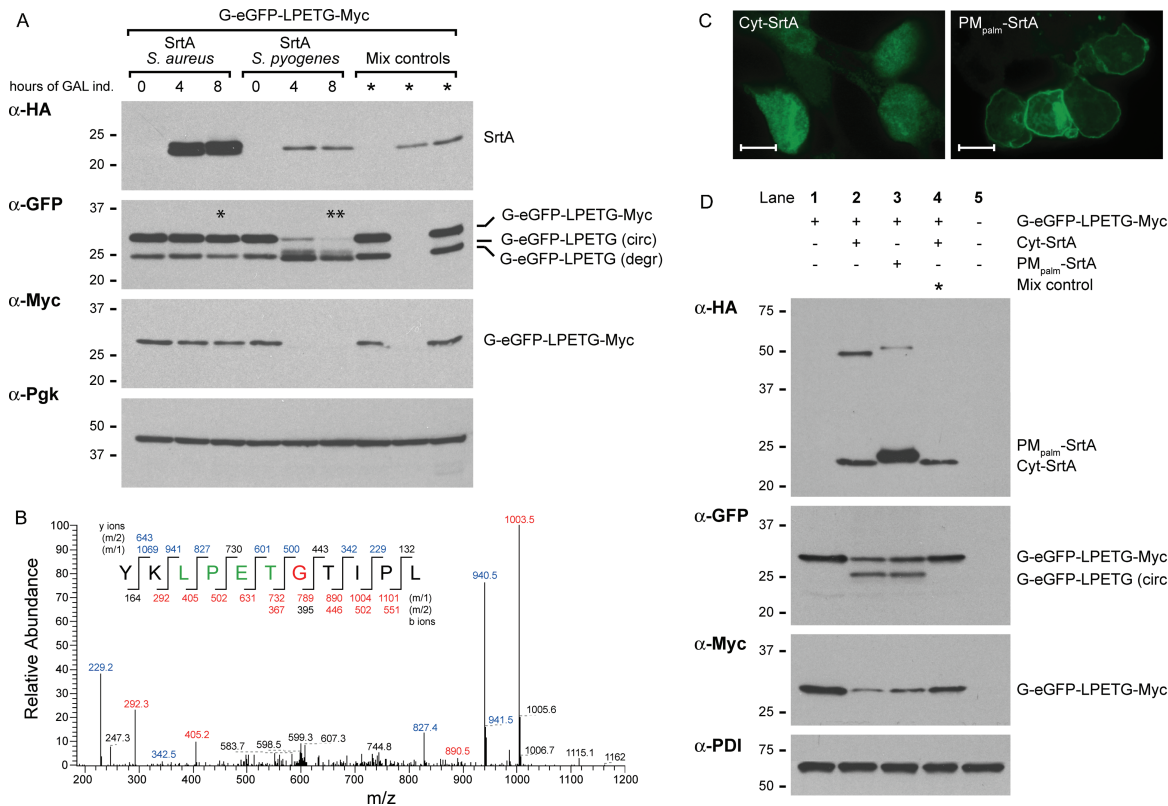 A
G-eGFP-LPETG-Myc
SrtA
S. aureus
SrtA
S. pyogenes
Mix controls
hours of GAL ind.
0 4 8 0 4 8 * * *
α-HA
25
20
SrtA
α-GFP
37
25
20
* **
G-eGFP-LPETG-Myc
G-eGFP-LPETG (circ)
G-eGFP-LPETG (degr)
α-Myc
37
25
20
G-eGFP-LPETG-Myc
α-Pgk
50
37
B
y ions
(m/2) 643
(m/1) 1069 941 827 730 601 500 443 342 229 132
Y K L P E T G T I P L
164 292 405 502 631 732 789 890 1004 1101 (m/1)
367 395 446 502 551 (m/2)
b ions
Relative Abundance
100
90
80
70
60
50
40
30
20
10
0
1003.5
940.5
229.2
292.3
247.3
342.5
405.2
583.7
598.5
599.3
607.3
744.8
827.4
890.5
941.5
1005.6
1006.7
1115.1
1162
200 300 400 500 600 700 800 900 1000 1100 1200
m/z
C
Cyt-SrtA
PMpalm-SrtA
D
Lane 1 2 3 4 5
+ + + + - G-eGFP-LPETG-Myc
- + - + - Cyt-SrtA
- - + - - PMpalm-SrtA
* Mix control
α-HA
75
50
37
25
20
PMpalm-SrtA
Cyt-SrtA
α-GFP
37
25
20
G-eGFP-LPETG-Myc
G-eGFP-LPETG (circ
α-Myc
37
25
G-eGFP-LPETG-Myc
α-PDI
75
50